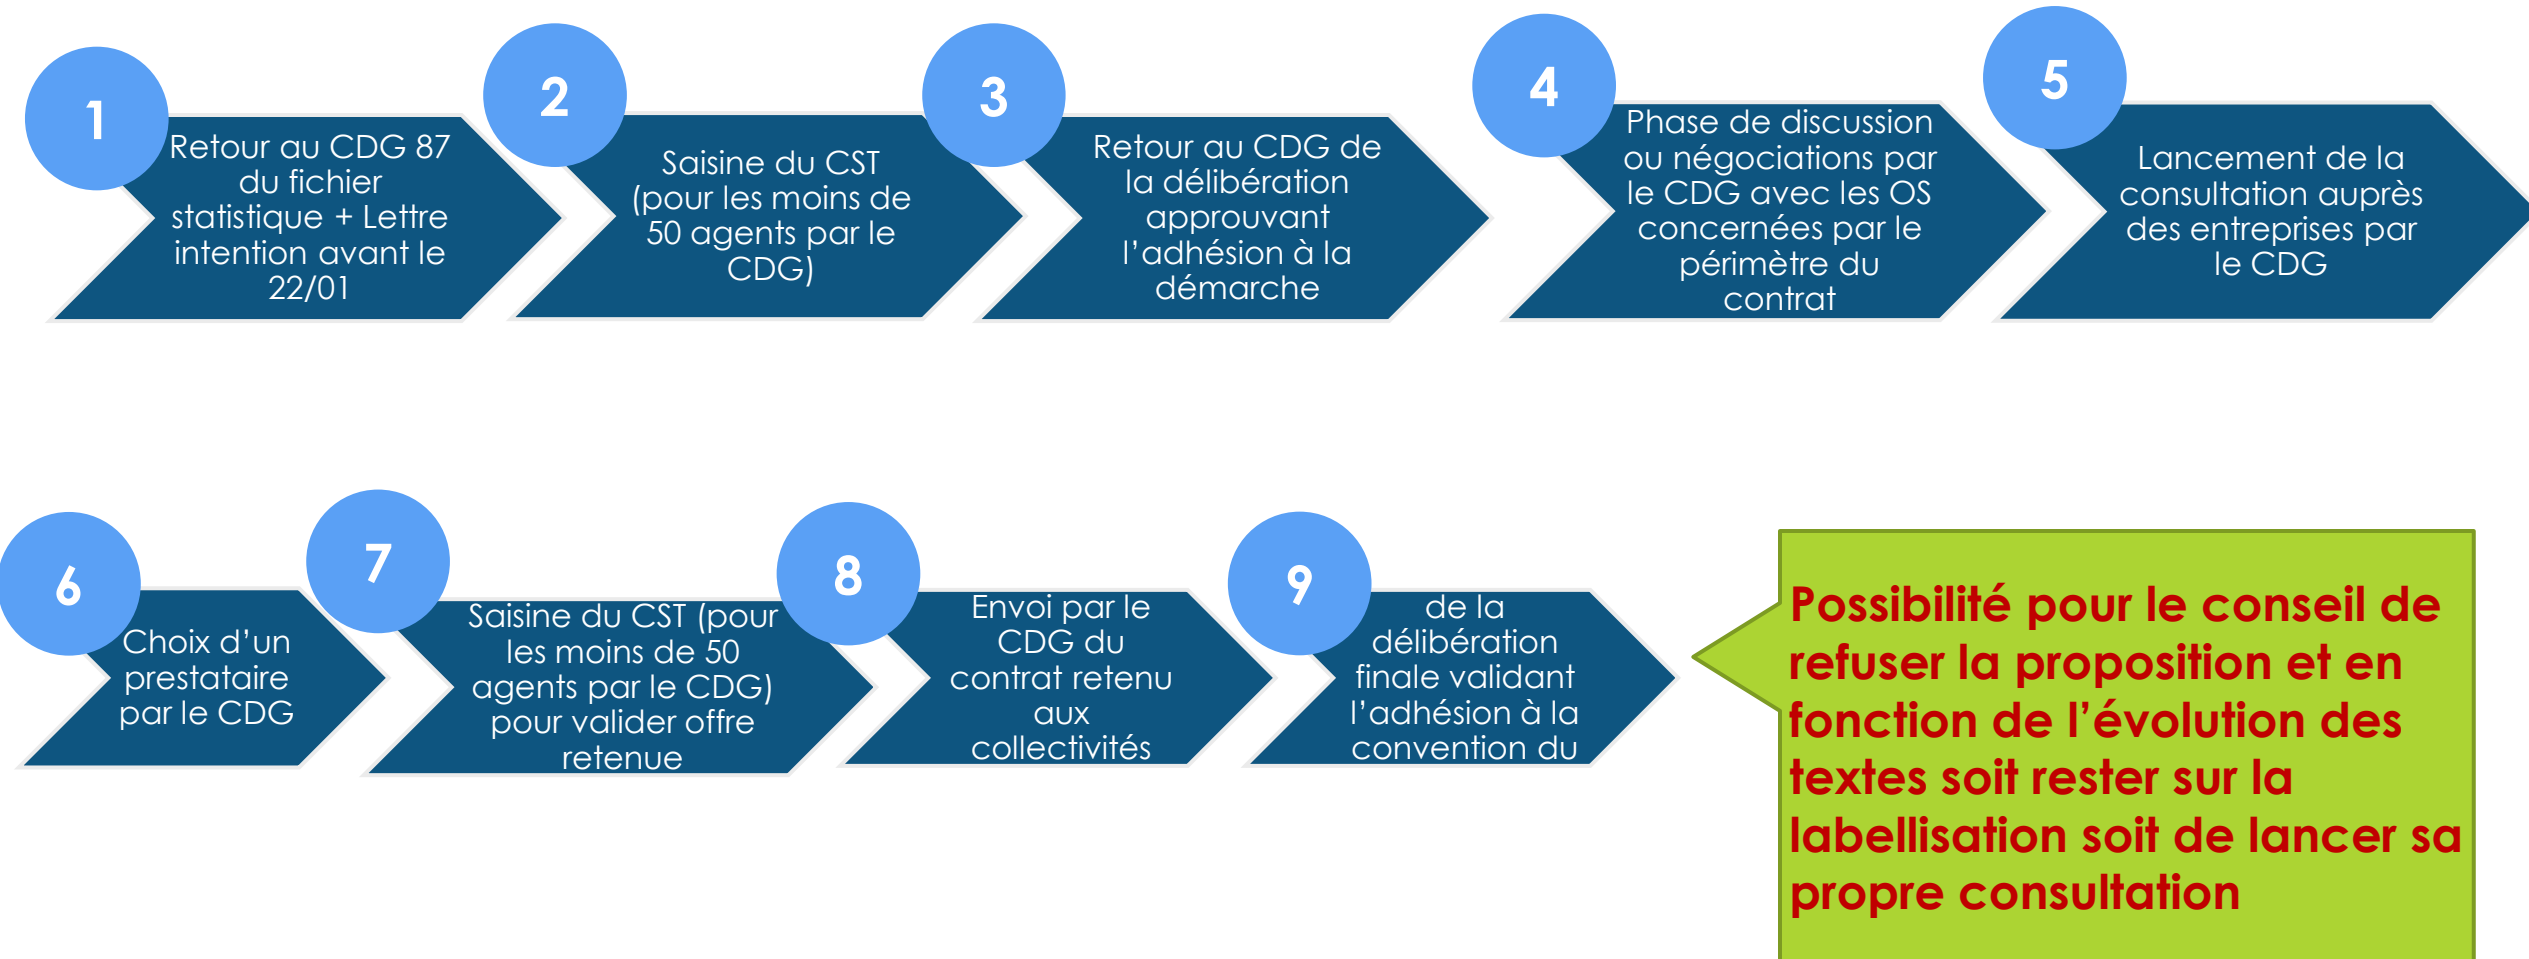 1
Retour au CDG 87
du fichier
statistique + Lettre
intention avant le
22/01
2
Saisine du CST
(pour les moins de
50 agents par le
CDG)
3
Retour au CDG de
la délibération
approuvant
l’adhésion à la
démarche
4
Phase de discussion
ou négociations par
le CDG avec les OS
concernées par le
périmètre du
contrat
5
Lancement de la
consultation auprès
des entreprises par
le CDG
6
Choix d’un
prestataire
par le CDG
7
Saisine du CST (pour
les moins de 50
agents par le CDG)
pour valider offre
retenue
8
Envoi par le
CDG du
contrat retenu
aux
collectivités
9
de la
délibération
finale validant
l’adhésion à la
convention du
Possibilité pour le conseil de
refuser la proposition et en
fonction de l’évolution des
textes soit rester sur la
labellisation soit de lancer sa
propre consultation